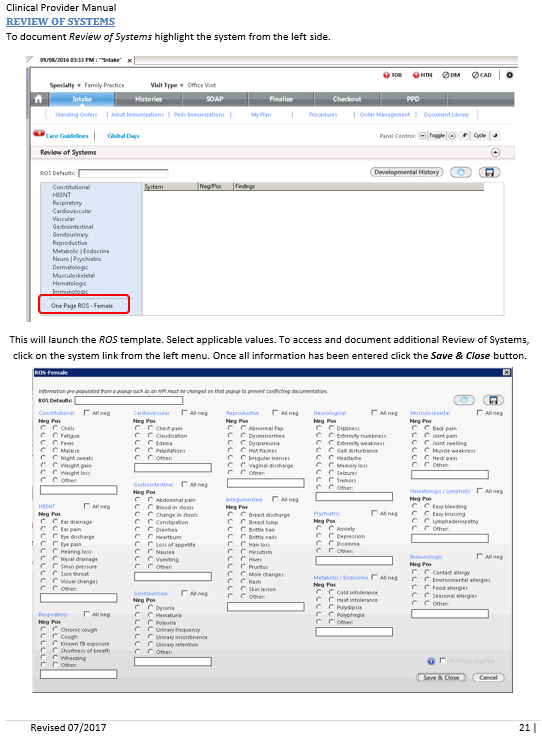 Clinical Provider Manual
REVIEW OF SYSTEMS
To document Review of Systems highlight the system from the left side.
09/08/2016 03:33 PM : "*Intake" x
TOB HTN DM CAD
Specialty ▾ Family Practice Visit Type ▾ Office Visit
Intake Histories SOAP Finalize Checkout PPD
[ Standing Orders | Adult Immunizations | Peds Immunizations | My Plan | Procedures | Order Management | Document Library ]
Care Guidelines | Global Days Panel Control: Toggle Cycle
Review of Systems
ROS Defaults: Developmental History
System Neg/Pos Findings
Constitutional
HEENT
Respiratory
Cardiovascular
Vascular
Gastrointestinal
Genitourinary
Reproductive
Metabolic | Endocrine
Neuro | Psychiatric
Dermatologic
Musculoskeletal
Hematologic
Immunologic
One Page ROS - Female
This will launch the ROS template. Select applicable values. To access and document additional Review of Systems,
click on the system link from the left menu. Once all information has been entered click the Save & Close button.
ROS-Female
Information pre-populated from a popup such as an HPI must be changed on that popup to prevent conflicting documentation.
ROS Defaults:
Constitutional All neg
Neg Pos
Chills
Fatigue
Fever
Malaise
Night sweats
Weight gain
Weight loss
Other:
HEENT All neg
Neg Pos
Ear drainage
Ear pain
Eye discharge
Eye pain
Hearing loss
Nasal drainage
Sinus pressure
Sore throat
Visual changes
Other:
Respiratory All neg
Neg Pos
Chronic cough
Cough
Known TB exposure
Shortness of breath
Wheezing
Other:
Cardiovascular All neg
Neg Pos
Chest pain
Claudication
Edema
Palpitations
Other:
Gastrointestinal All neg
Neg Pos
Abdominal pain
Blood in stools
Change in stools
Constipation
Diarrhea
Heartburn
Loss of appetite
Nausea
Vomiting
Other:
Genitourinary All neg
Neg Pos
Dysuria
Hematuria
Polyuria
Urinary frequency
Urinary incontinence
Urinary retention
Other:
Reproductive All neg
Neg Pos
Abnormal Pap
Dysmenorrhea
Dyspareunia
Hot flashes
Irregular menses
Vaginal discharge
Other:
Integumentary All neg
Neg Pos
Breast discharge
Breast lump
Brittle hair
Brittle nails
Hair loss
Hirsutism
Hives
Pruritus
Mole changes
Rash
Skin lesion
Other:
Neurological All neg
Neg Pos
Dizziness
Extremity numbness
Extremity weakness
Gait disturbance
Headache
Memory loss
Seizures
Tremors
Other:
Psychiatric All neg
Neg Pos
Anxiety
Depression
Insomnia
Other:
Metabolic / Endocrine All neg
Neg Pos
Cold intolerance
Heat intolerance
Polydipsia
Polyphagia
Other:
Musculoskeletal All neg
Neg Pos
Back pain
Joint pain
Joint swelling
Muscle weakness
Neck pain
Other:
Hematologic / Lymphatic All neg
Neg Pos
Easy bleeding
Easy bruising
Lymphadenopathy
Other:
Immunologic All neg
Neg Pos
Contact allergy
Environmental allergies
Food allergies
Seasonal allergies
Other:
All others negative
Save & Close Cancel
Revised 07/2017 21 |